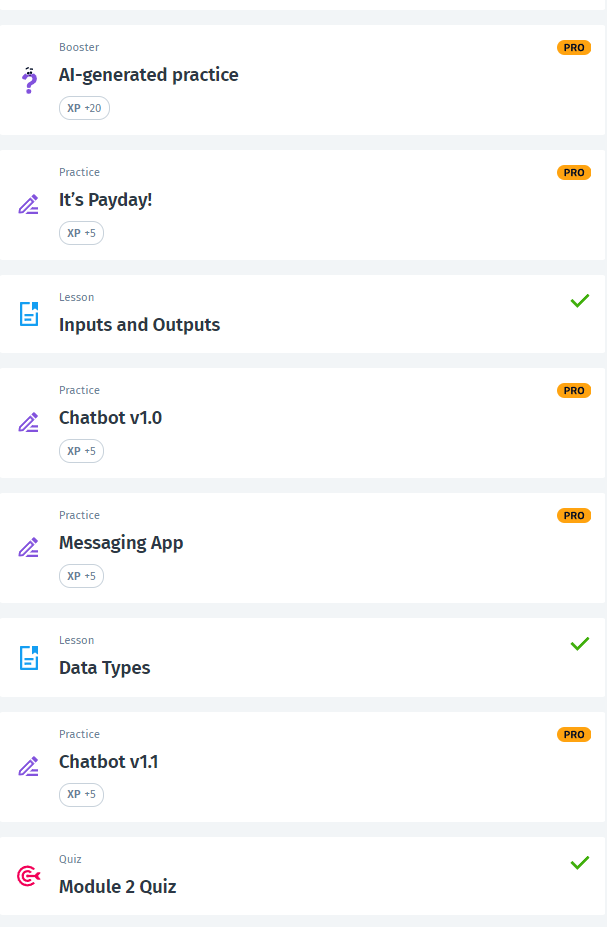 Booster
PRO
AI-generated practice
XP +20
Practice
PRO
It’s Payday!
XP +5
Lesson
Inputs and Outputs
Practice
PRO
Chatbot v1.0
XP +5
Practice
PRO
Messaging App
XP +5
Lesson
Data Types
Practice
PRO
Chatbot v1.1
XP +5
Quiz
Module 2 Quiz